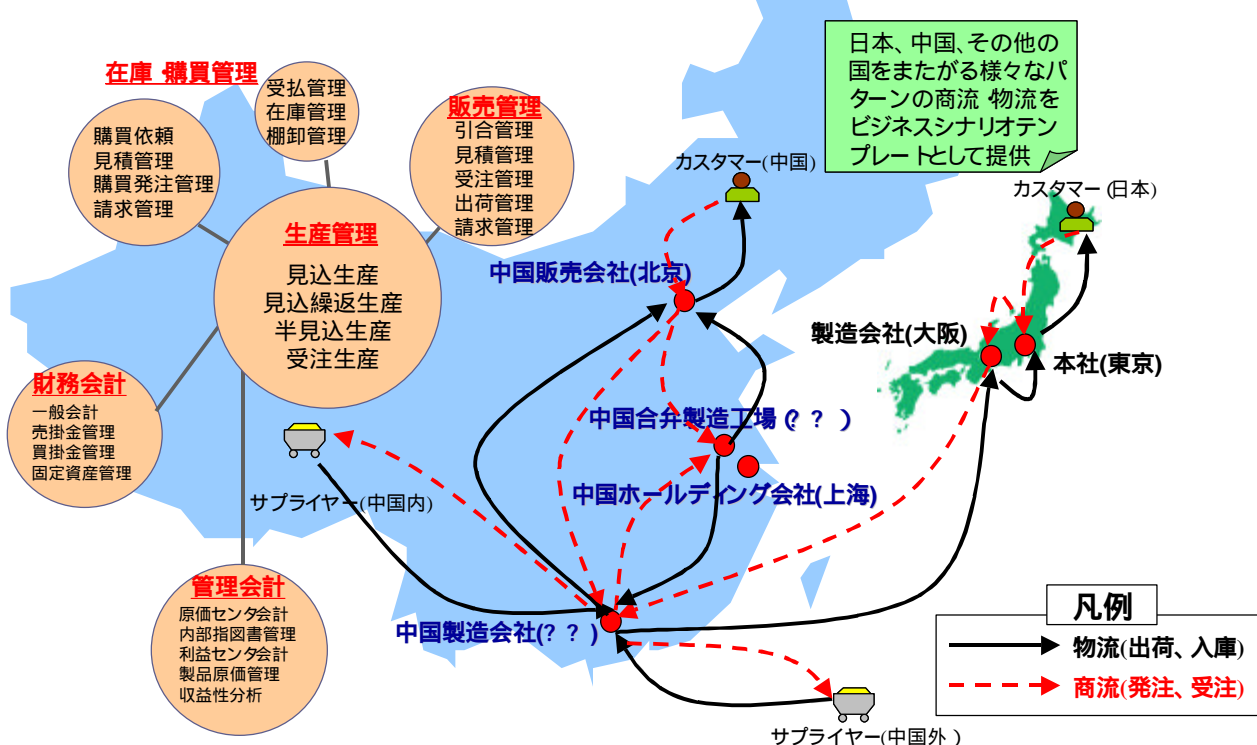 在庫・購買管理
受払管理
在庫管理
棚卸管理
購買依頼
見積管理
購買発注管理
請求管理
販売管理
引合管理
見積管理
受注管理
出荷管理
請求管理
日本、中国、その他の
国をまたがる様々なパ
ターンの商流・物流を
ビジネスシナリオテン
プレートとして提供
生産管理
見込生産
見込繰返生産
半見込生産
受注生産
カスタマー(中国)
カスタマー(日本)
中国販売会社(北京)
製造会社(大阪)
本社(東京)
財務会計
一般会計
売掛金管理
買掛金管理
固定資産管理
中国合弁製造工場(??)
サプライヤー(中国内)
中国ホールディング会社(上海)
管理会計
原価センタ会計
内部指図書管理
利益センタ会計
製品原価管理
収益性分析
中国製造会社(??)
サプライヤー(中国外)
凡例
物流(出荷、入庫)
商流(発注、受注)